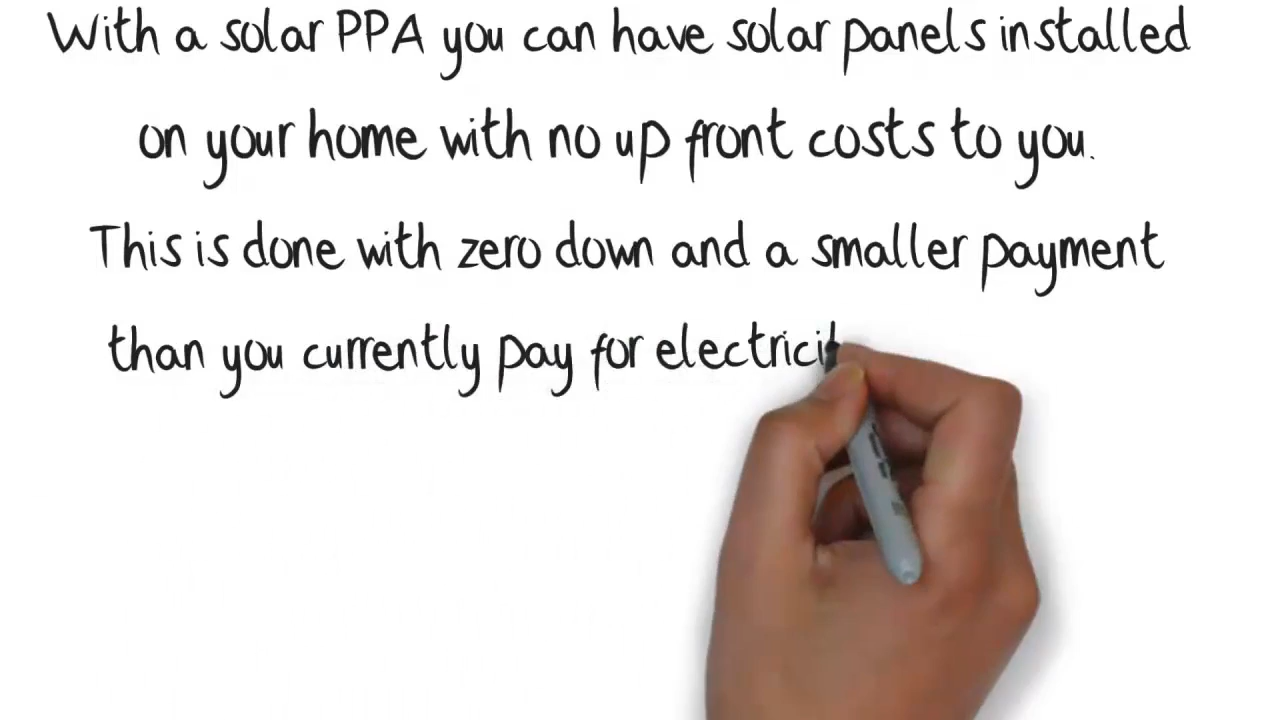 With a solar PPA you can have solar panels installed
on your home with no up front costs to you.
This is done with zero down and a smaller payment
than you currently pay for electricit